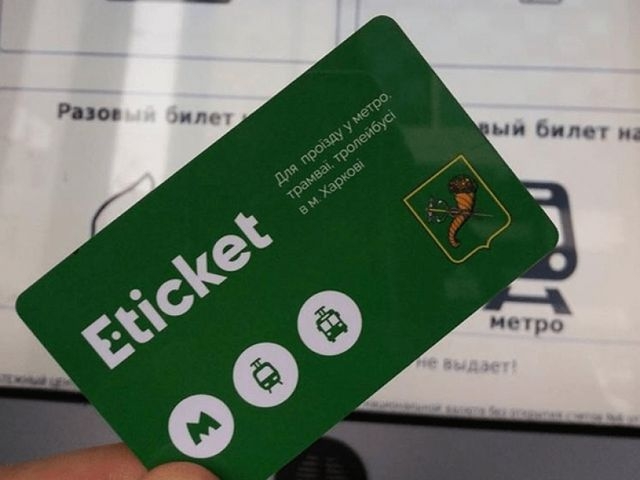 Разовый билет
вый билет на
Для проїзду у метро,
трамваї, тролейбусі
в м. Харкові
Eticket
M
метро
не выдает!